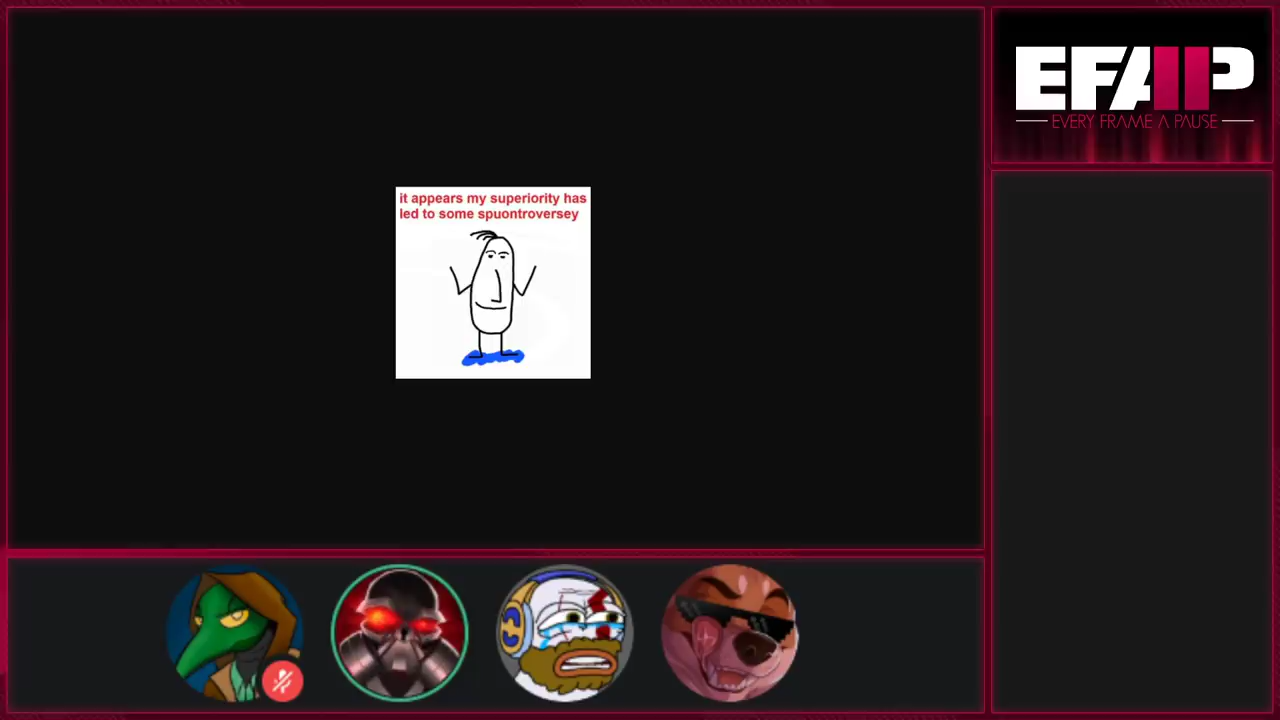 EFAP
EVERY FRAME A PAUSE
it appears my superiority has
led to some spuontroversey